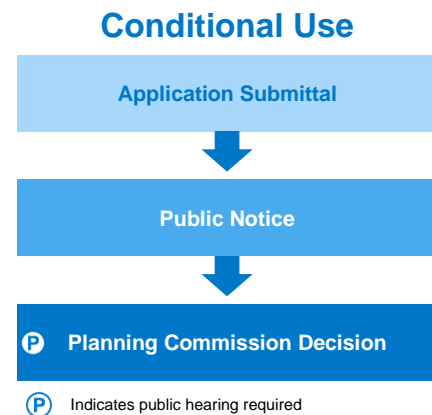 Conditional Use
Application Submittal
Public Notice
P Planning Commission Decision
P Indicates public hearing required